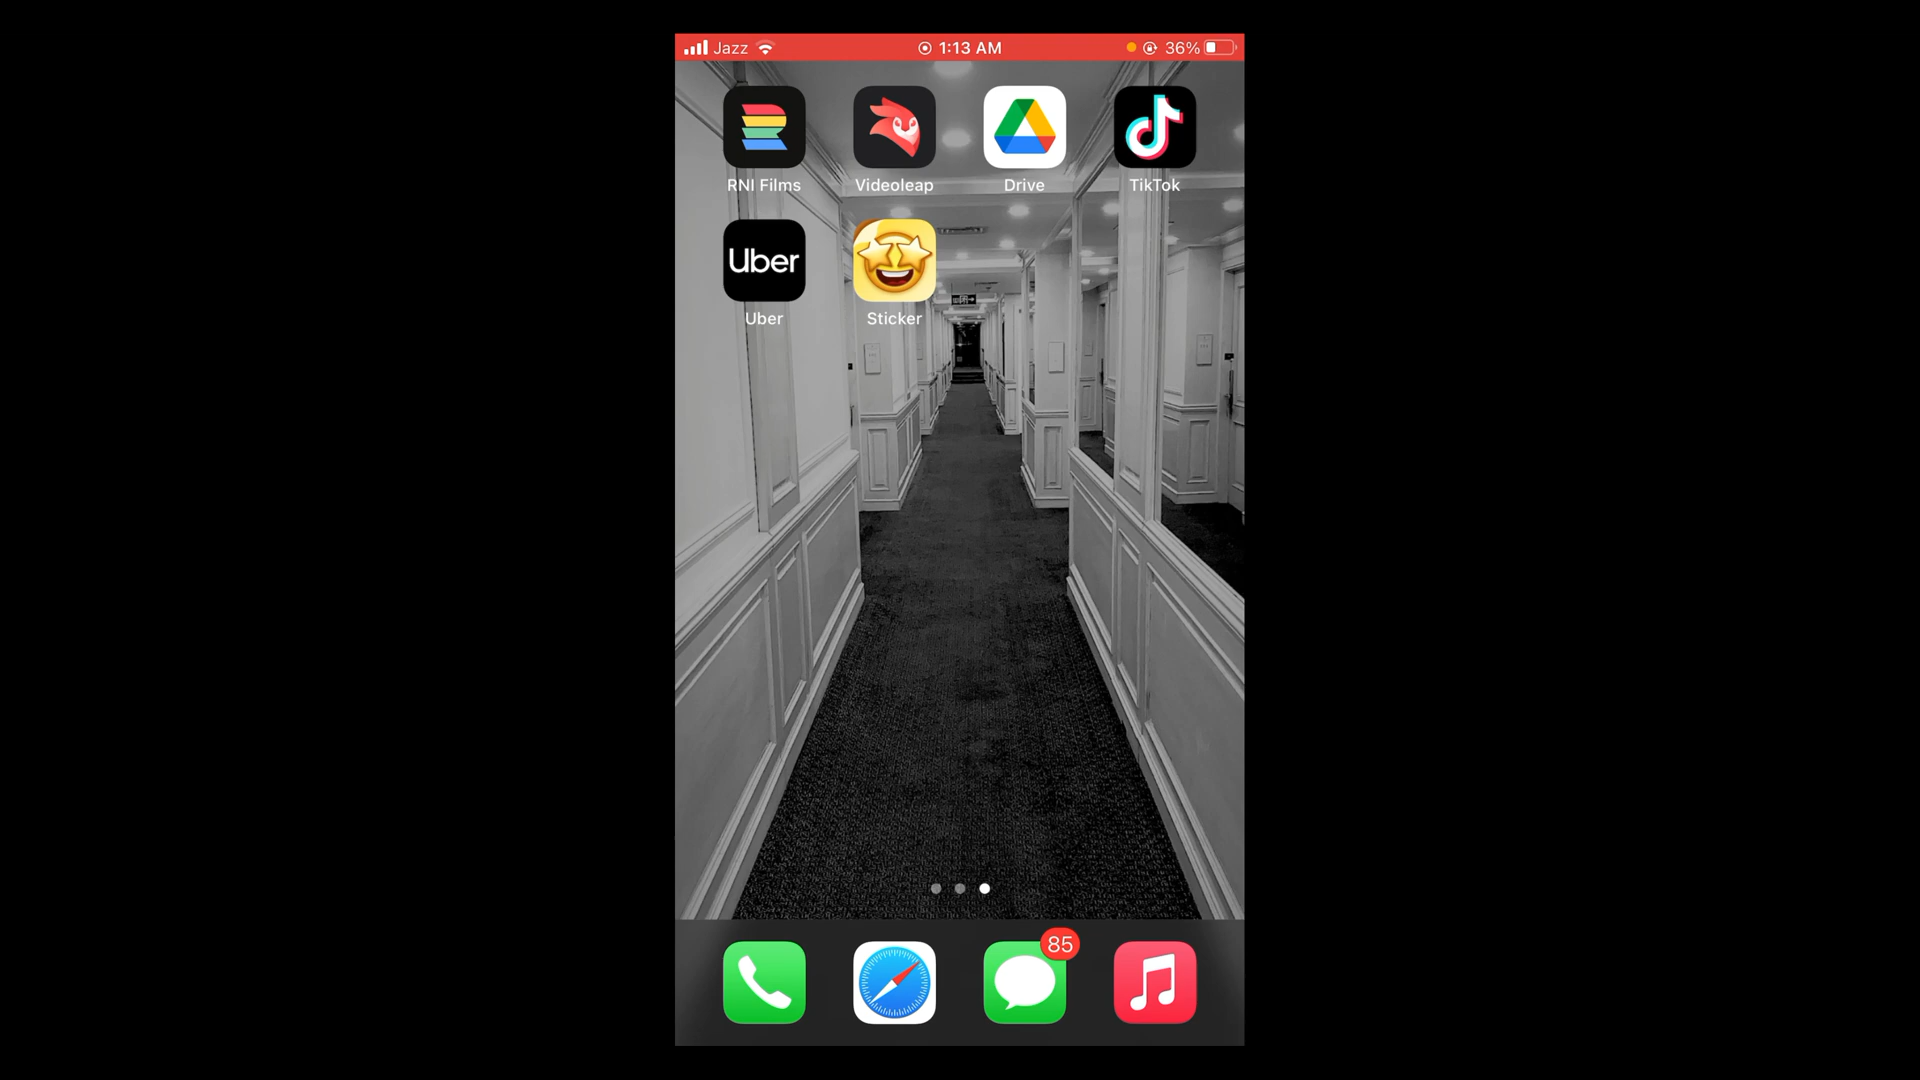 Jazz 1:13 AM 36%
RNI Films Videoleap Drive TikTok
Uber
Uber Sticker
85